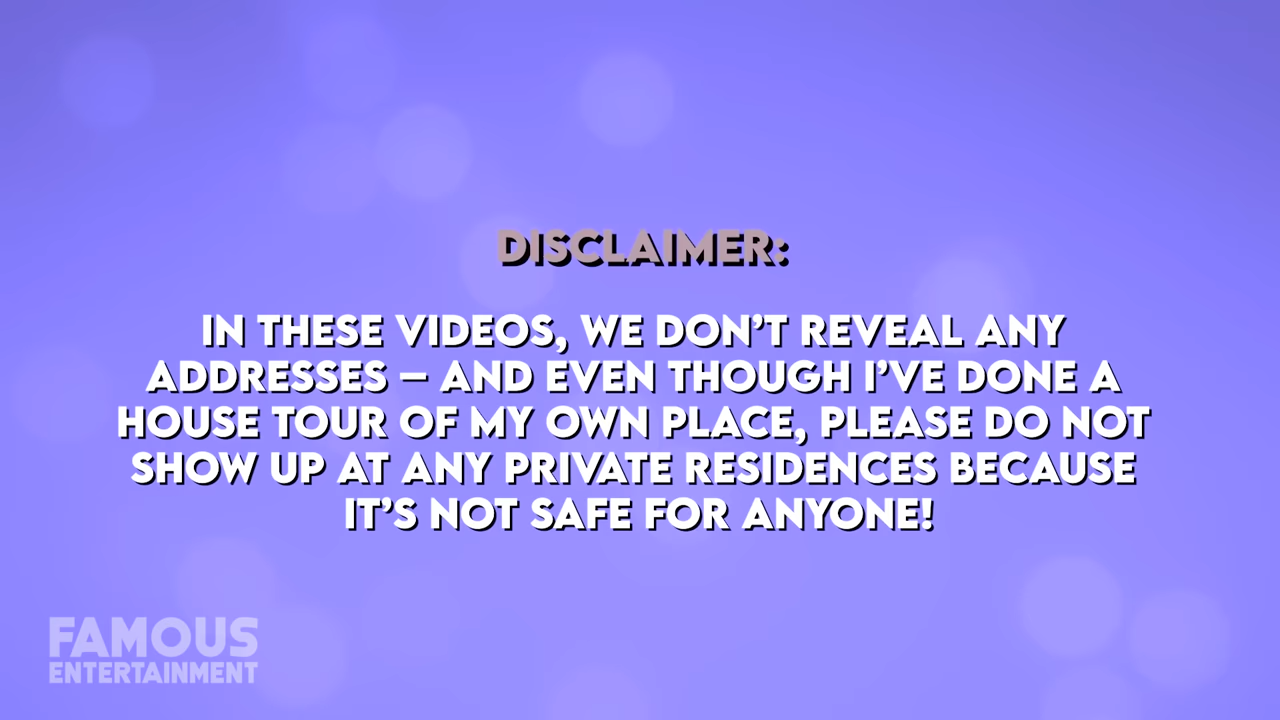 DISCLAIMER:
IN THESE VIDEOS, WE DON'T REVEAL ANY
ADDRESSES – AND EVEN THOUGH I'VE DONE A
HOUSE TOUR OF MY OWN PLACE, PLEASE DO NOT
SHOW UP AT ANY PRIVATE RESIDENCES BECAUSE
IT'S NOT SAFE FOR ANYONE!
FAMOUS
ENTERTAINMENT